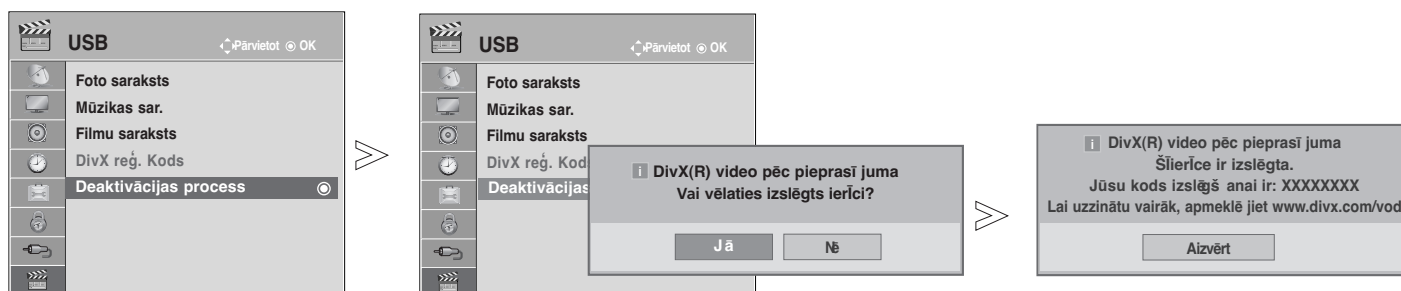 USB
Pārvietot OK
Foto saraksts
Mūzikas sar.
Filmu saraksts
DivX reģ. Kods
Deaktivācijas process
USB
Pārvietot OK
Foto saraksts
Mūzikas sar.
Filmu saraksts
DivX reģ. Kod
Deaktivācijas
DivX(R) video pēc pieprasī juma
Vai vēlaties izslēgts ierīci?
Jā
Nē
DivX(R) video pēc pieprasī juma
Šīierīce ir izslēgta.
Jūsu kods izslēgš anai ir: XXXXXXXX
Lai uzzinātu vairāk, apmeklē jiet www.divx.com/vod
Aizvērt